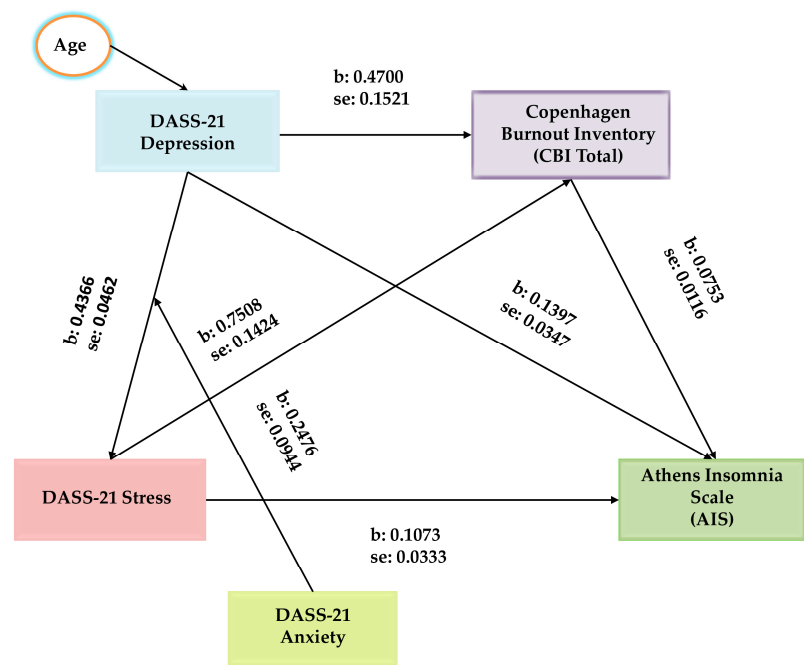 Age
DASS-21
Depression
b: 0.4700
se: 0.1521
Copenhagen
Burnout Inventory
(CBI Total)
b: 0.4366
se: 0.0462
b: 0.7508
se: 0.1424
b: 0.1397
se: 0.0347
b: 0.0753
se: 0.0116
b: 0.2476
se: 0.0944
DASS-21 Stress
b: 0.1073
se: 0.0333
Athens Insomnia
Scale
(AIS)
DASS-21
Anxiety